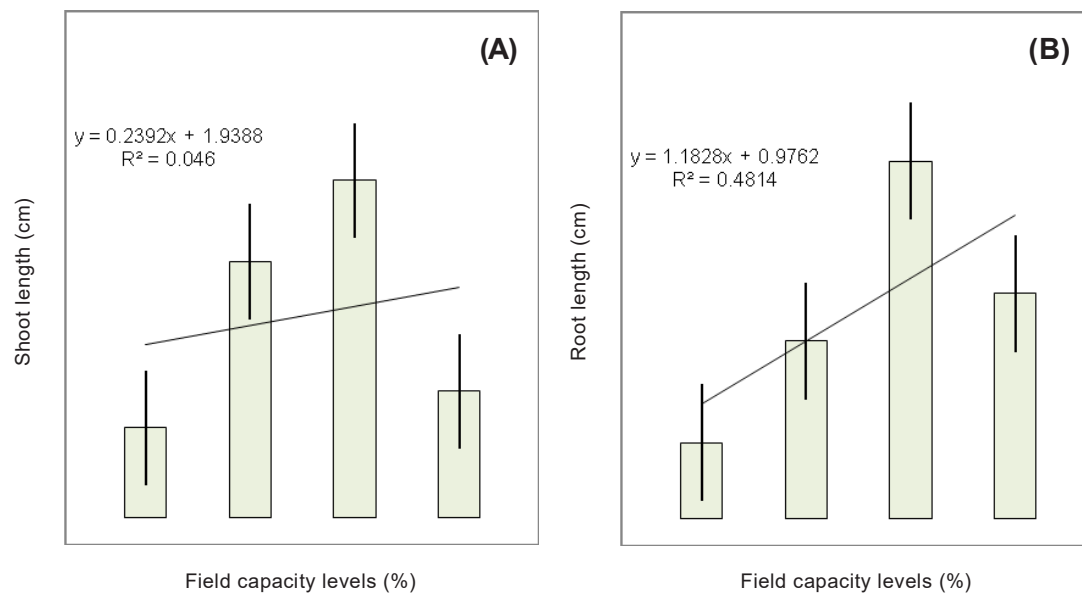 (A)
y = 0.2392x + 1.9388
R² = 0.046
Shoot length (cm)
Field capacity levels (%)
(B)
y = 1.1828x + 0.9762
R² = 0.4814
Root length (cm)
Field capacity levels (%)